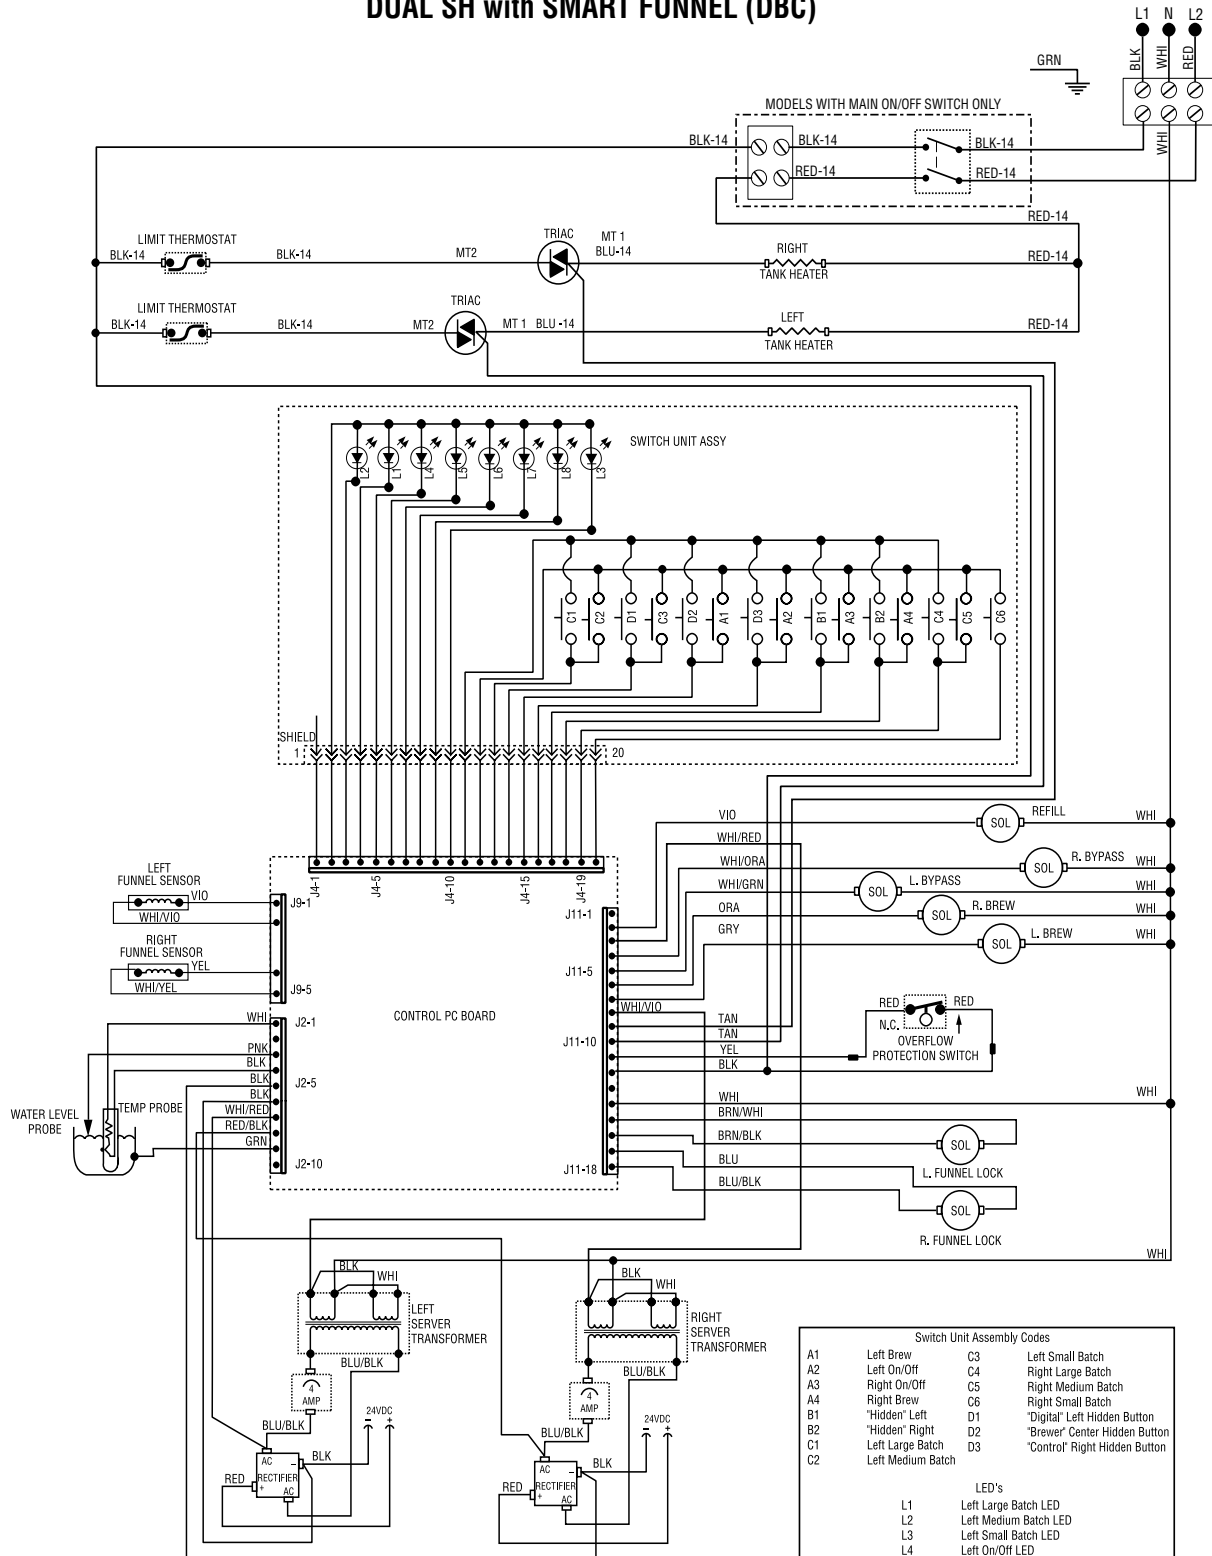 DUAL SH with SMART FUNNEL (DBC)
L1 N L2
BLK WHI RED
GRN
MODELS WITH MAIN ON/OFF SWITCH ONLY
BLK-14 BLK-14 BLK-14
WHI
RED-14 RED-14
RED-14
LIMIT THERMOSTAT
BLK-14 BLK-14 MT2 TRIAC MT 1
BLU-14
RIGHT
TANK HEATER
RED-14
LIMIT THERMOSTAT
BLK-14 BLK-14 MT2 TRIAC MT 1 BLU -14
LEFT
TANK HEATER
RED-14
SWITCH UNIT ASSY
L2 L1 L4 L5 L6 L7 L8 L3
C1 C2 D1 C3 D2 A1 D3 A2 B1 A3 B2 A4 C4 C5 C6
SHIELD
1 20
J4-1 J4-5 J4-10 J4-15 J4-19
VIO SOL REFILL WHI
WHI/RED
WHI/ORA SOL R. BYPASS WHI
WHI/GRN SOL L. BYPASS WHI
ORA SOL R. BREW WHI
GRY SOL L. BREW WHI
LEFT
FUNNEL SENSOR
VIO
WHI/VIO
RIGHT
FUNNEL SENSOR
YEL
WHI/YEL
J9-1
J9-5
J11-1
J11-5
J11-10
J11-18
CONTROL PC BOARD
WHI/VIO
TAN
TAN
YEL
BLK
RED RED
N.C.
OVERFLOW
PROTECTION SWITCH
WHI WHI
BRN/WHI
BRN/BLK SOL
L. FUNNEL LOCK
BLU
BLU/BLK SOL
R. FUNNEL LOCK
WHI J2-1
PNK
BLK
BLK J2-5
BLK
WHI/RED
RED/BLK
GRN
J2-10
WATER LEVEL
PROBE
TEMP PROBE
WHI
BLK
WHI
LEFT
SERVER
TRANSFORMER
BLU/BLK
4
AMP
BLU/BLK
24VDC
- +
BLK
AC
-
RECTIFIER
+
AC
RED
BLK
WHI
RIGHT
SERVER
TRANSFORMER
BLU/BLK
4
AMP
BLU/BLK
24VDC
- +
BLK
AC
-
RECTIFIER
+
AC
RED
Switch Unit Assembly Codes
A1 Left Brew C3 Left Small Batch
A2 Left On/Off C4 Right Large Batch
A3 Right On/Off C5 Right Medium Batch
A4 Right Brew C6 Right Small Batch
B1 "Hidden" Left D1 "Digital" Left Hidden Button
B2 "Hidden" Right D2 "Brewer" Center Hidden Button
C1 Left Large Batch D3 "Control" Right Hidden Button
C2 Left Medium Batch
LED's
L1 Left Large Batch LED
L2 Left Medium Batch LED
L3 Left Small Batch LED
L4 Left On/Off LED